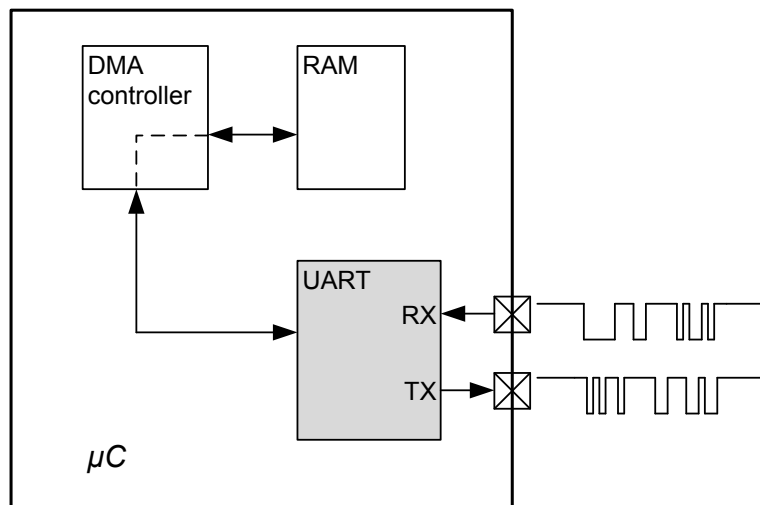 DMA
controller
RAM
UART
RX
TX
µC